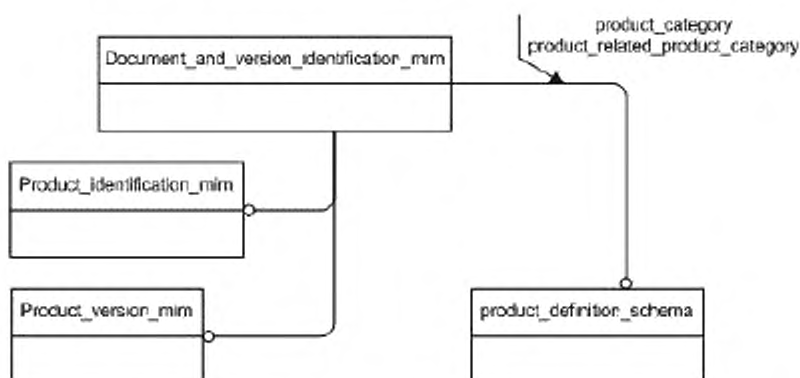 product_category
product_related_product_category
Document_and_version_identification_mim
Product_identification_mim
Product_version_mim
product_definition_schema